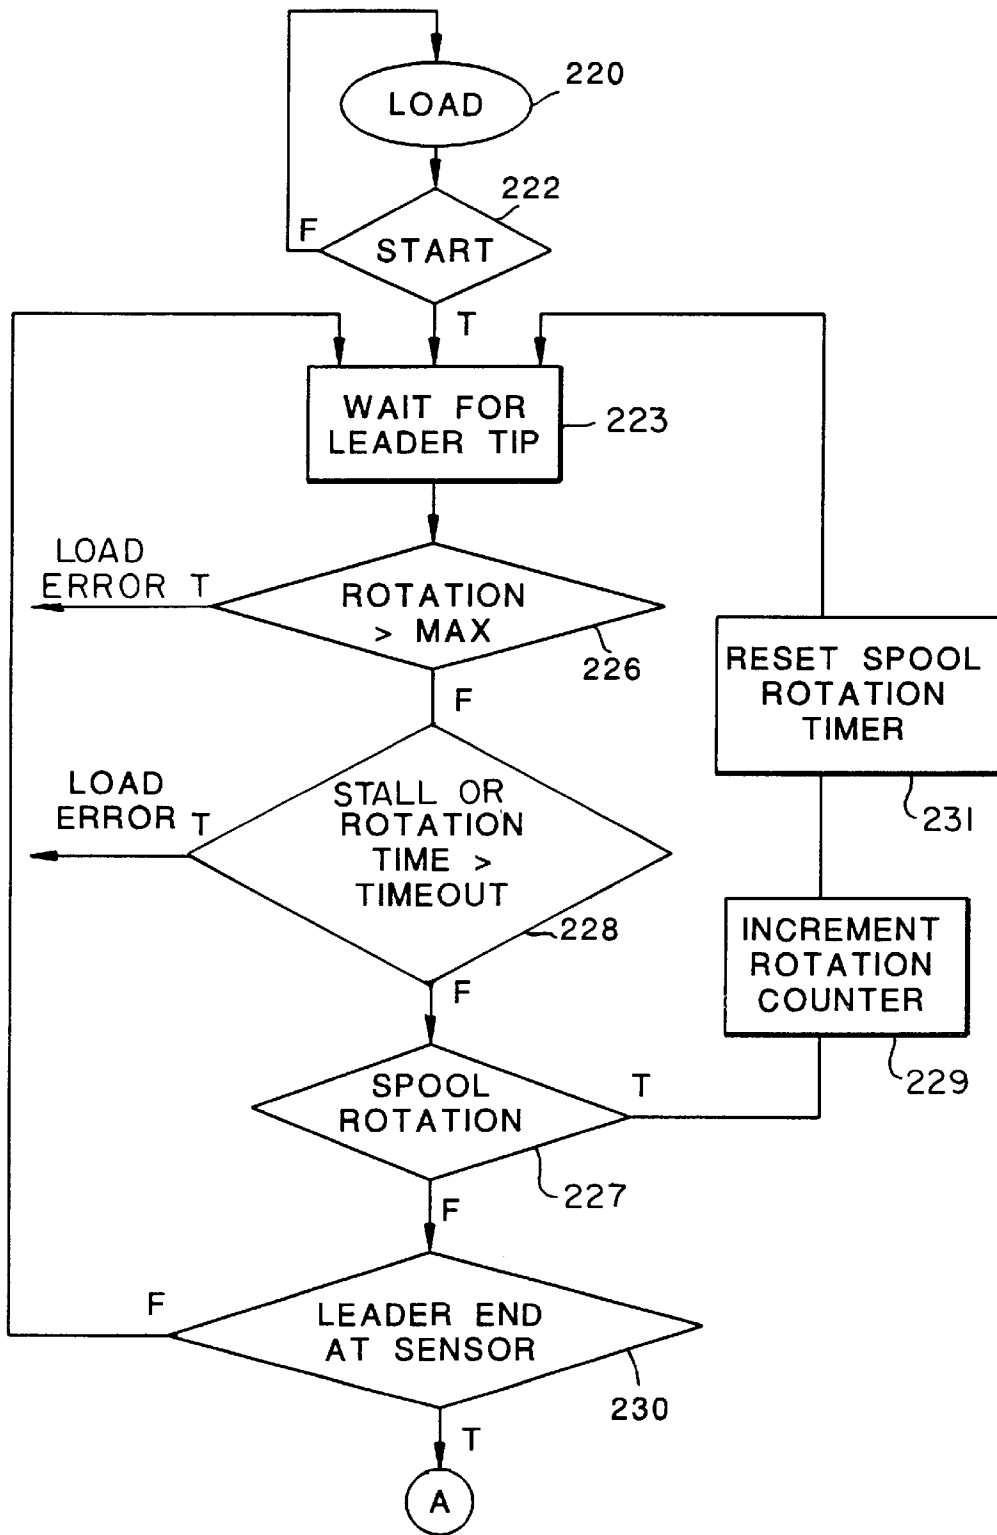 LOAD
220
222
F
START
T
WAIT FOR
LEADER TIP
223
LOAD
ERROR T
ROTATION
> MAX
226
F
RESET SPOOL
ROTATION
TIMER
231
LOAD
ERROR T
STALL OR
ROTATION
TIME >
TIMEOUT
228
F
INCREMENT
ROTATION
COUNTER
229
SPOOL
ROTATION
T
227
F
F
LEADER END
AT SENSOR
230
T
A